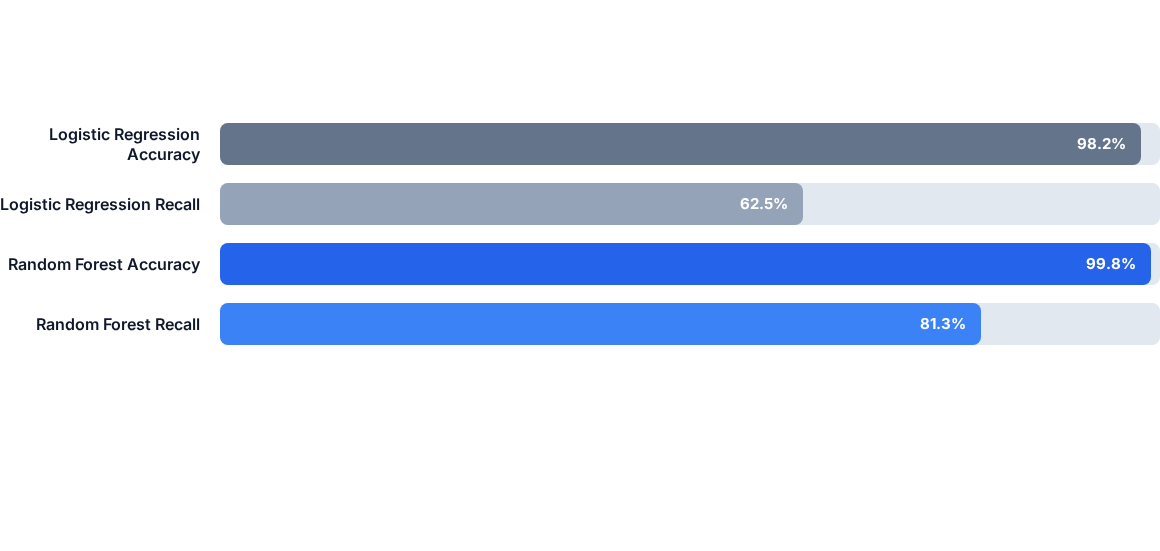 Logistic Regression
Accuracy
98.2%
Logistic Regression Recall
62.5%
Random Forest Accuracy
99.8%
Random Forest Recall
81.3%